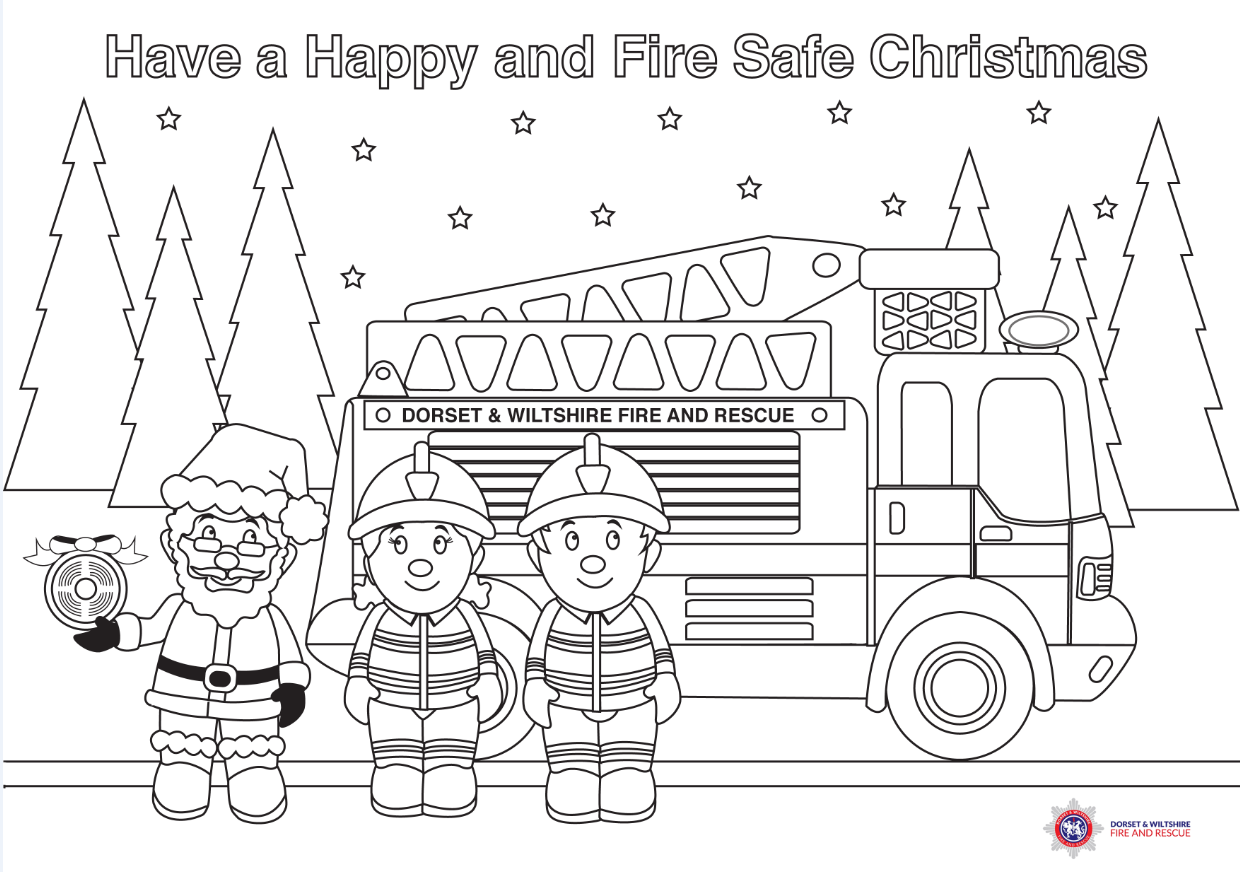 Have a Happy and Fire Safe Christmas
DORSET & WILTSHIRE FIRE AND RESCUE
DORSET & WILTSHIRE
FIRE AND RESCUE